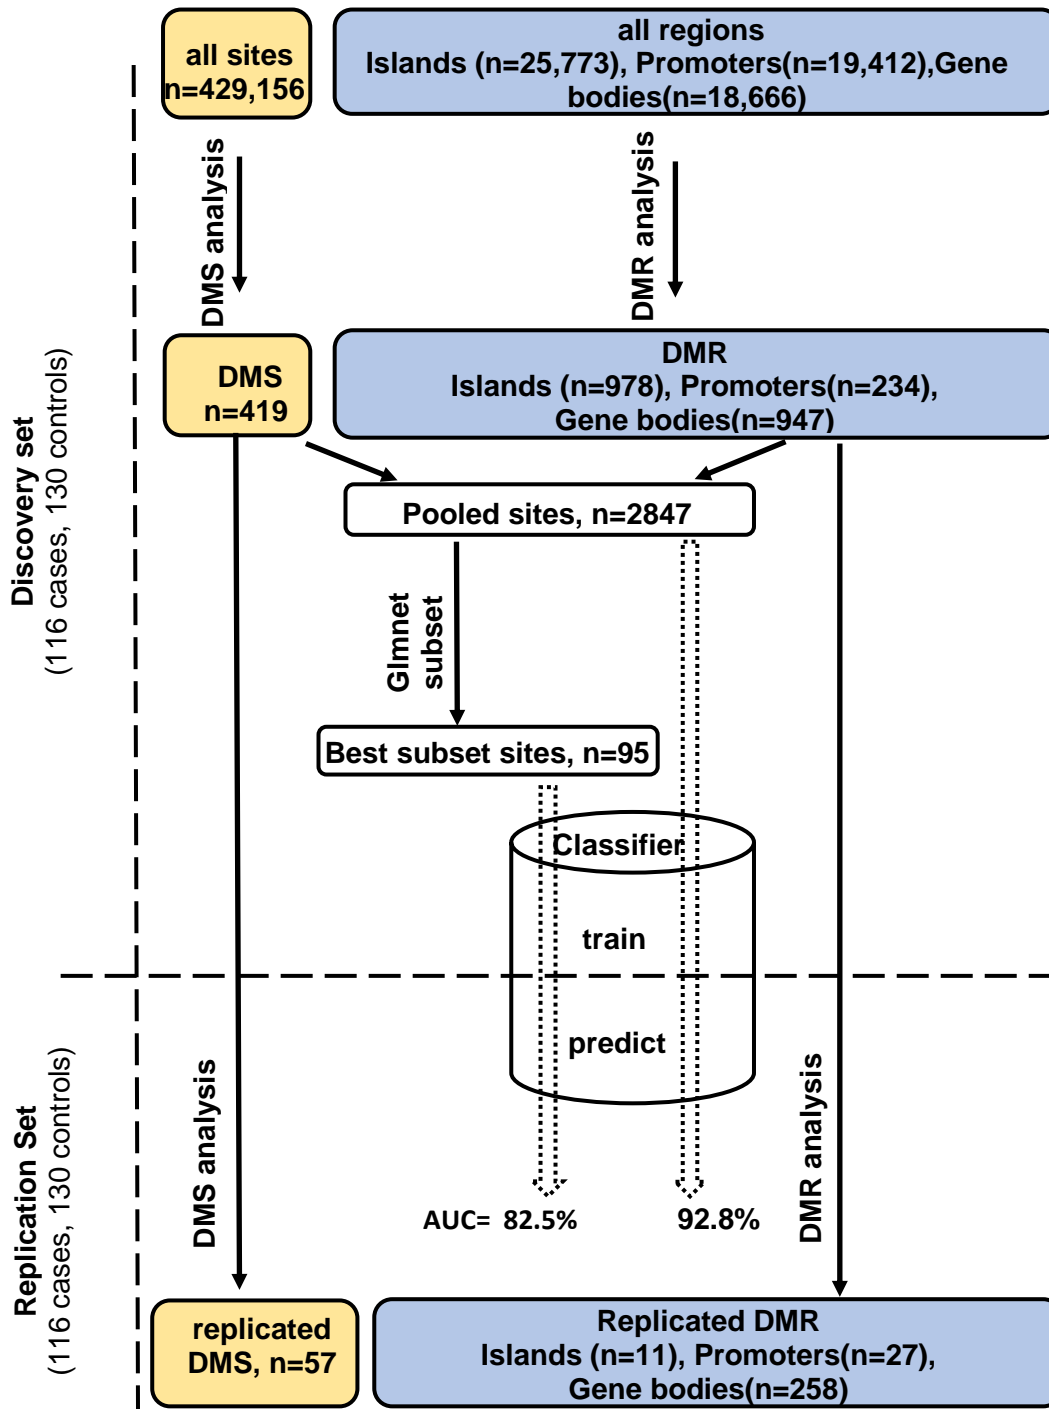 all sites
n=429,156
all regions
Islands (n=25,773), Promoters(n=19,412),Gene
bodies(n=18,666)
DMS analysis
DMR analysis
Discovery set
(116 cases, 130 controls)
DMS
n=419
DMR
Islands (n=978), Promoters(n=234),
Gene bodies(n=947)
Pooled sites, n=2847
Glmnet
subset
Best subset sites, n=95
Classifier
train
predict
Replication Set
(116 cases, 130 controls)
DMS analysis
DMR analysis
AUC= 82.5%
92.8%
replicated
DMS, n=57
Replicated DMR
Islands (n=11), Promoters(n=27),
Gene bodies(n=258)